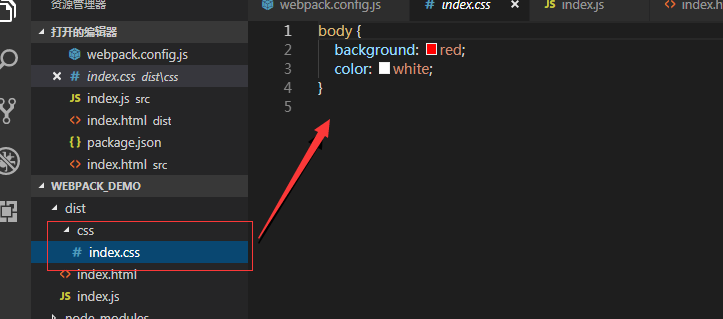 资源管理器
打开的编辑器
webpack.config.js
index.css dist\css
JS index.js src
index.html dist
{ } package.json
index.html src
WEBPACK_DEMO
dist
css
# index.css
index.html
JS index.js
node_modules
webpack.config.js
# index.css
JS index.js
index.h
1 body {
2 background: red;
3 color: white;
4 }
5